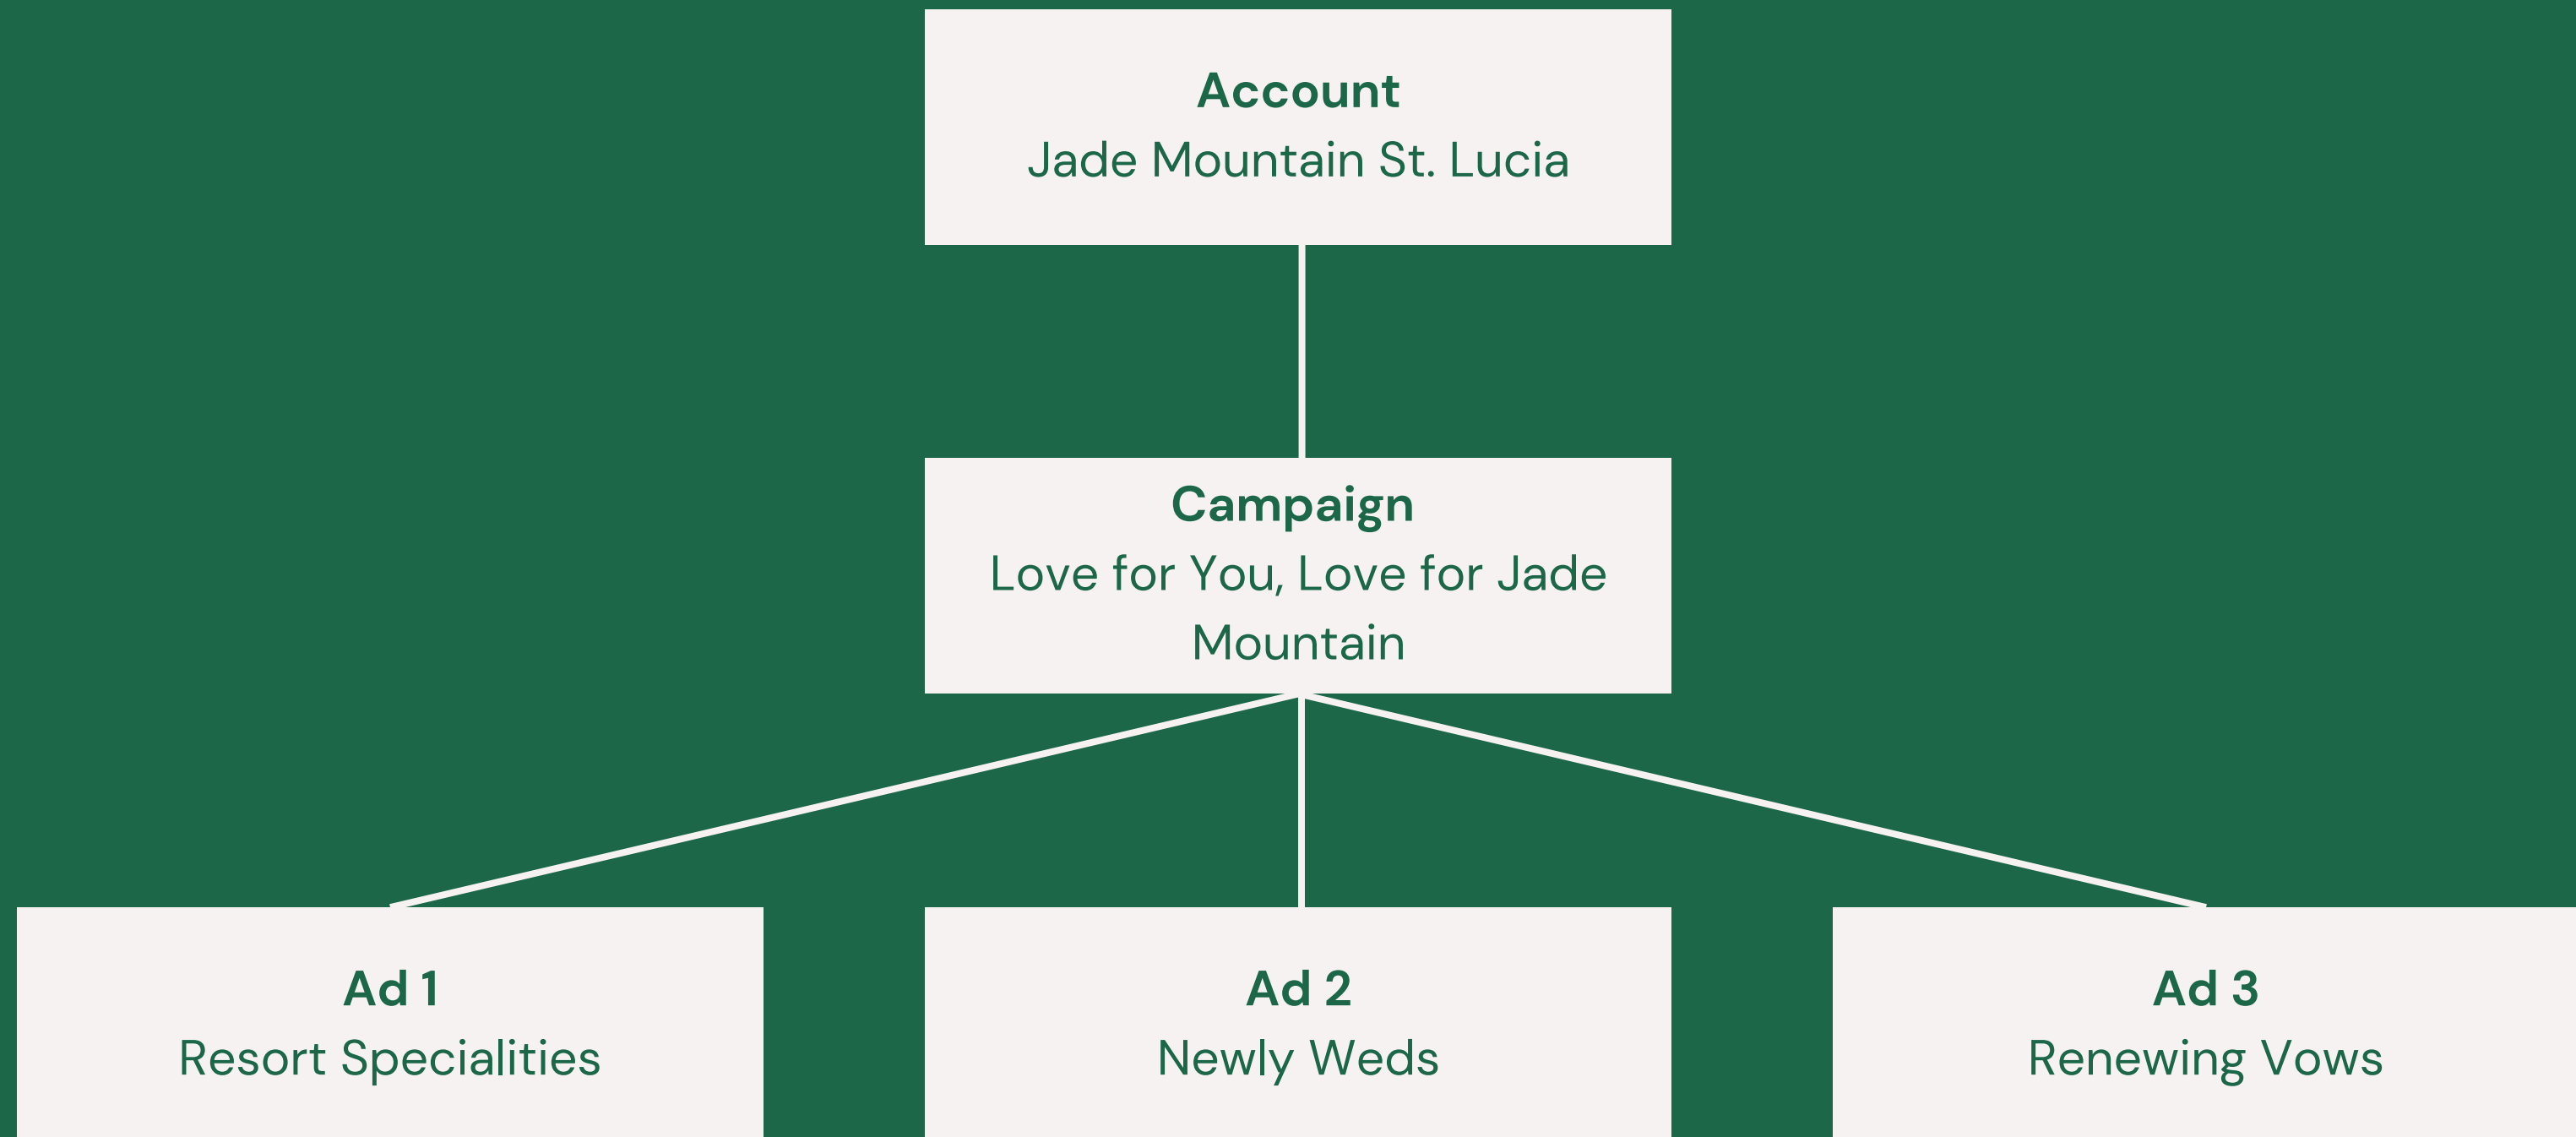 Account
Jade Mountain St. Lucia
Campaign
Love for You, Love for Jade
Mountain
Ad 1
Resort Specialities
Ad 2
Newly Weds
Ad 3
Renewing Vows